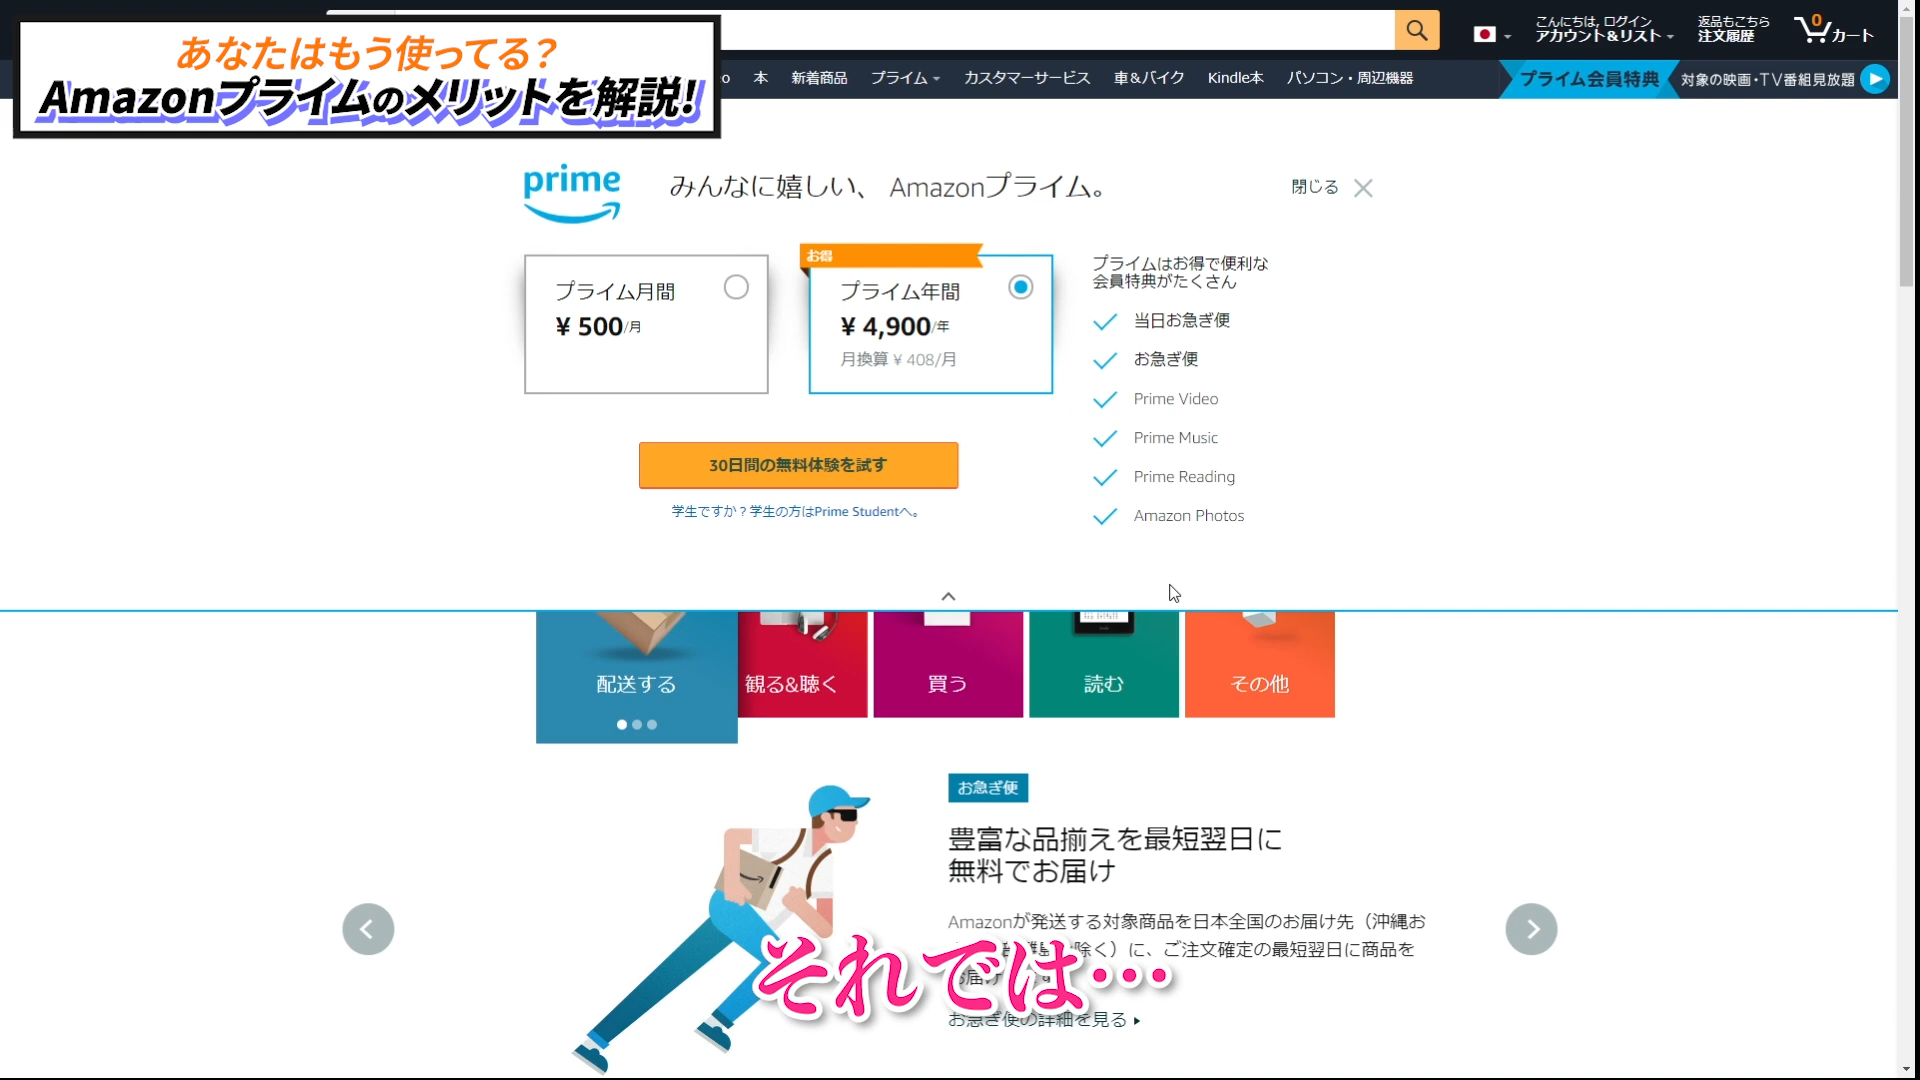 あなたはもう使ってる？
Amazonプライムのメリットを解説!
こんにちは, ログイン
アカウント&リスト
返品もこちら
注文履歴
0
カート
本
新着商品
プライム
カスタマーサービス
車＆バイク
Kindle本
パソコン・周辺機器
プライム会員特典
対象の映画・TV番組見放題
prime
みんなに嬉しい、 Amazonプライム。
閉じる
プライム月間
¥ 500/月
お得
プライム年間
¥ 4,900/年
月換算 ¥ 408/月
30日間の無料体験を試す
学生ですか？学生の方はPrime Studentへ。
プライムはお得で便利な
会員特典がたくさん
当日お急ぎ便
お急ぎ便
Prime Video
Prime Music
Prime Reading
Amazon Photos
配送する
観る&聴く
買う
読む
その他
お急ぎ便
豊富な品揃えを最短翌日に
無料でお届け
Amazonが発送する対象商品を日本全国のお届け先（沖縄お
除く）に、ご注文確定の最短翌日に商品を
お届け
お急ぎ便の詳細を見る
それでは…